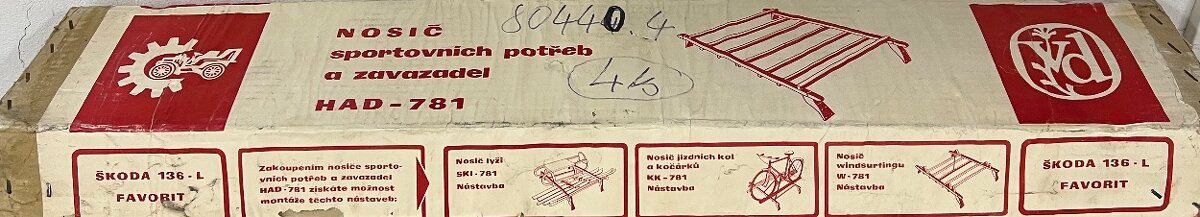 80440.4
NOSIČ
sportovních potřeb
a zavazadel
HAD-781
ŠKODA 136-L
FAVORIT
Zakoupením nosiče sporto-
vních potřeb a zavazadel
HAD-781 získáte možnost
montáže těchto nástaveb:
Nosič lyží
SKI-781
Nástavba
Nosič jízdních kol
a kočárků
KK-781
Nástavba
Nosič
windsurfingu
W-781
Nástavba
ŠKODA 136-L
FAVORIT